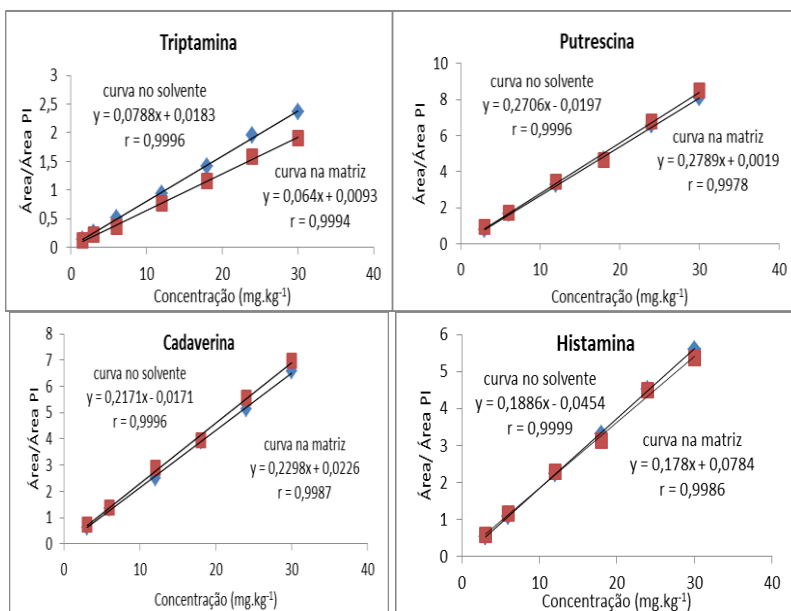 Triptamina
Área/Área PI
3
2,5
2
1,5
1
0,5
0
curva no solvente
y = 0,0788x + 0,0183
r = 0,9996
curva na matriz
y = 0,064x + 0,0093
r = 0,9994
0 10 20 30 40
Concentração (mg.kg-1)
Putrescina
Área/Área PI
10
8
6
4
2
0
curva no solvente
y = 0,2706x - 0,0197
r = 0,9996
curva na matriz
y = 0,2789x + 0,0019
r = 0,9978
0 10 20 30 40
Concentração (mg.kg-1)
Cadaverina
Área/Área PI
7
8
6
5
4
3
2
1
0
curva no solvente
y = 0,2171x - 0,0171
r = 0,9996
curva na matriz
y = 0,2298x + 0,0226
r = 0,9987
0 10 20 30 40
Concentração (mg.kg-1)
Histamina
Área/ Área PI
6
5
4
3
2
1
0
curva no solvente
y = 0,1886x - 0,0454
r = 0,9999
curva na matriz
y = 0,178x + 0,0784
r = 0,9986
0 10 20 30 40
Concentração (mg.kg-1)